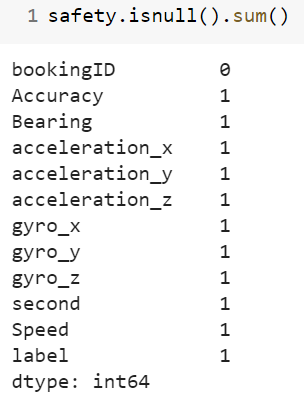 1 safety.isnull().sum()
bookingID 0
Accuracy 1
Bearing 1
acceleration_x 1
acceleration_y 1
acceleration_z 1
gyro_x 1
gyro_y 1
gyro_z 1
second 1
Speed 1
label 1
dtype: int64